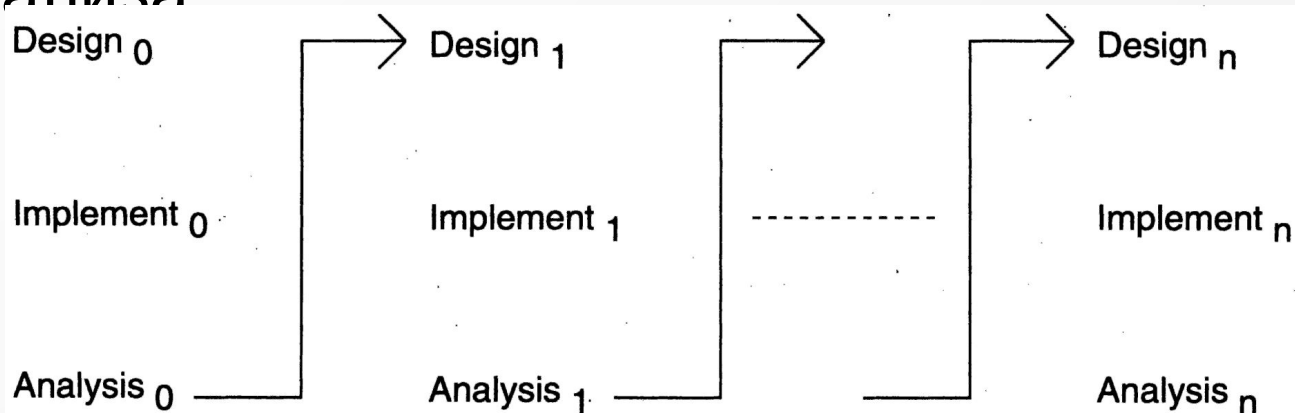 Design 0 Design 1 Design n
Implement 0 Implement 1 Implement n
Analysis 0 Analysis 1 Analysis n